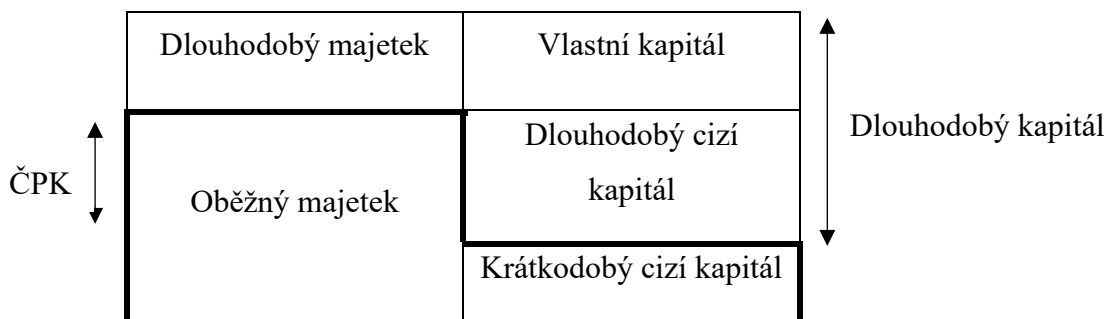 Dlouhodobý majetek
Vlastní kapitál
Dlouhodobý cizí
kapitál
Dlouhodobý kapitál
ČPK
Oběžný majetek
Krátkodobý cizí kapitál